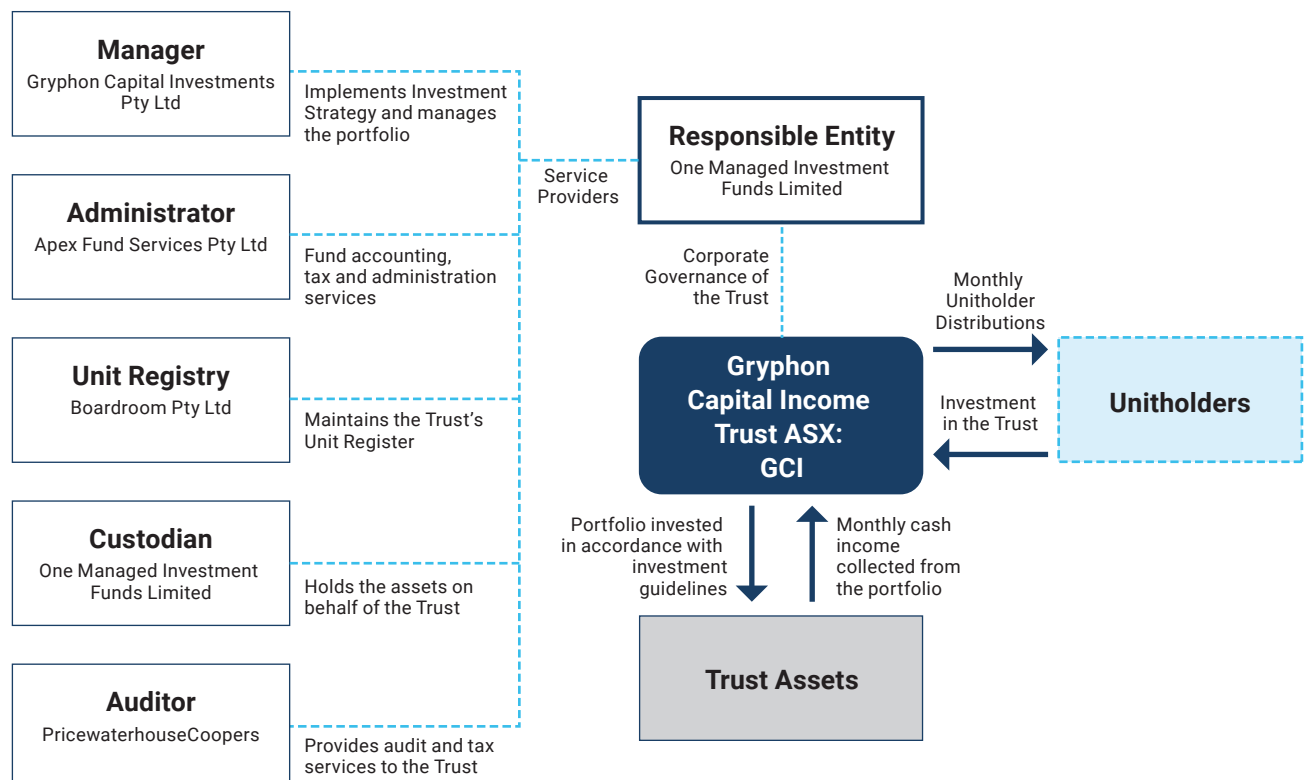 Manager
Gryphon Capital Investments
Pty Ltd
Implements Investment
Strategy and manages
the portfolio
Administrator
Apex Fund Services Pty Ltd
Fund accounting,
tax and administration
services
Unit Registry
Boardroom Pty Ltd
Maintains the Trust's
Unit Register
Custodian
One Managed Investment
Funds Limited
Holds the assets on
behalf of the Trust
Auditor
PricewaterhouseCoopers
Provides audit and tax
services to the Trust
Service
Providers
Responsible Entity
One Managed Investment
Funds Limited
Corporate
Governance of
the Trust
Gryphon
Capital Income
Trust ASX:
GCI
Monthly
Unitholder
Distributions
Investment
in the Trust
Unitholders
Portfolio invested
in accordance with
investment
guidelines
Monthly cash
income
collected from
the portfolio
Trust Assets